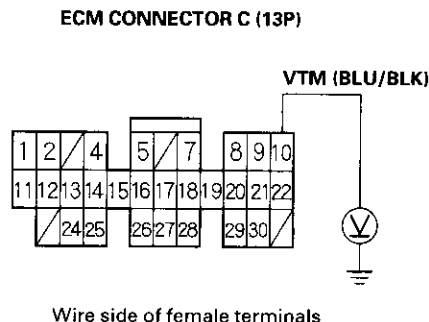 ECM CONNECTOR C (13P)
VTM (BLU/BLK)
1 2 4 5 7 8 9 10
11 12 13 14 15 16 17 18 19 20 21 22
24 25 26 27 28 29 30
V
Wire side of female terminals